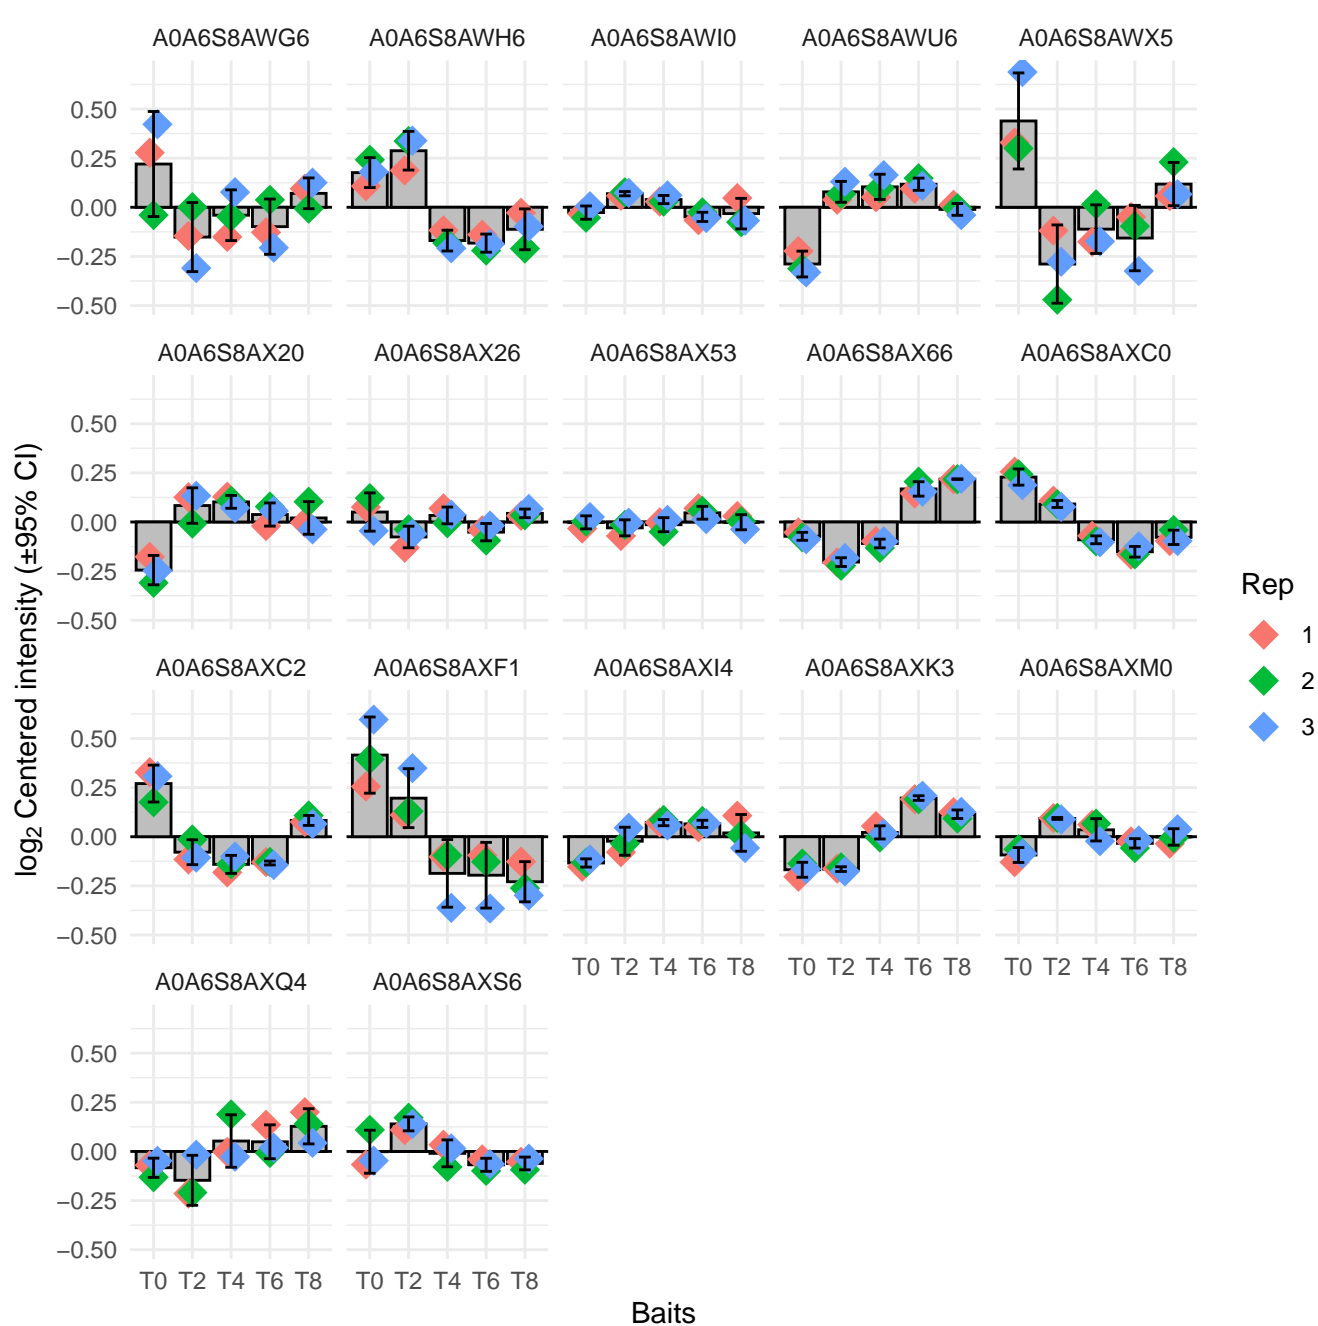 A0A6S8AWG6 A0A6S8AWH6 A0A6S8AWI0 A0A6S8AWU6 A0A6S8AWX5
0.50
0.25
0.00
−0.25
−0.50
A0A6S8AX20 A0A6S8AX26 A0A6S8AX53 A0A6S8AX66 A0A6S8AXC0
0.50
0.25
0.00
−0.25
−0.50
A0A6S8AXC2 A0A6S8AXF1 A0A6S8AXI4 A0A6S8AXK3 A0A6S8AXM0
0.50
0.25
0.00
−0.25
−0.50
T0 T2 T4 T6 T8 T0 T2 T4 T6 T8 T0 T2 T4 T6 T8
A0A6S8AXQ4 A0A6S8AXS6
0.50
0.25
0.00
−0.25
−0.50
T0 T2 T4 T6 T8 T0 T2 T4 T6 T8
Baits
log₂ Centered intensity (±95% CI)
Rep
1
2
3